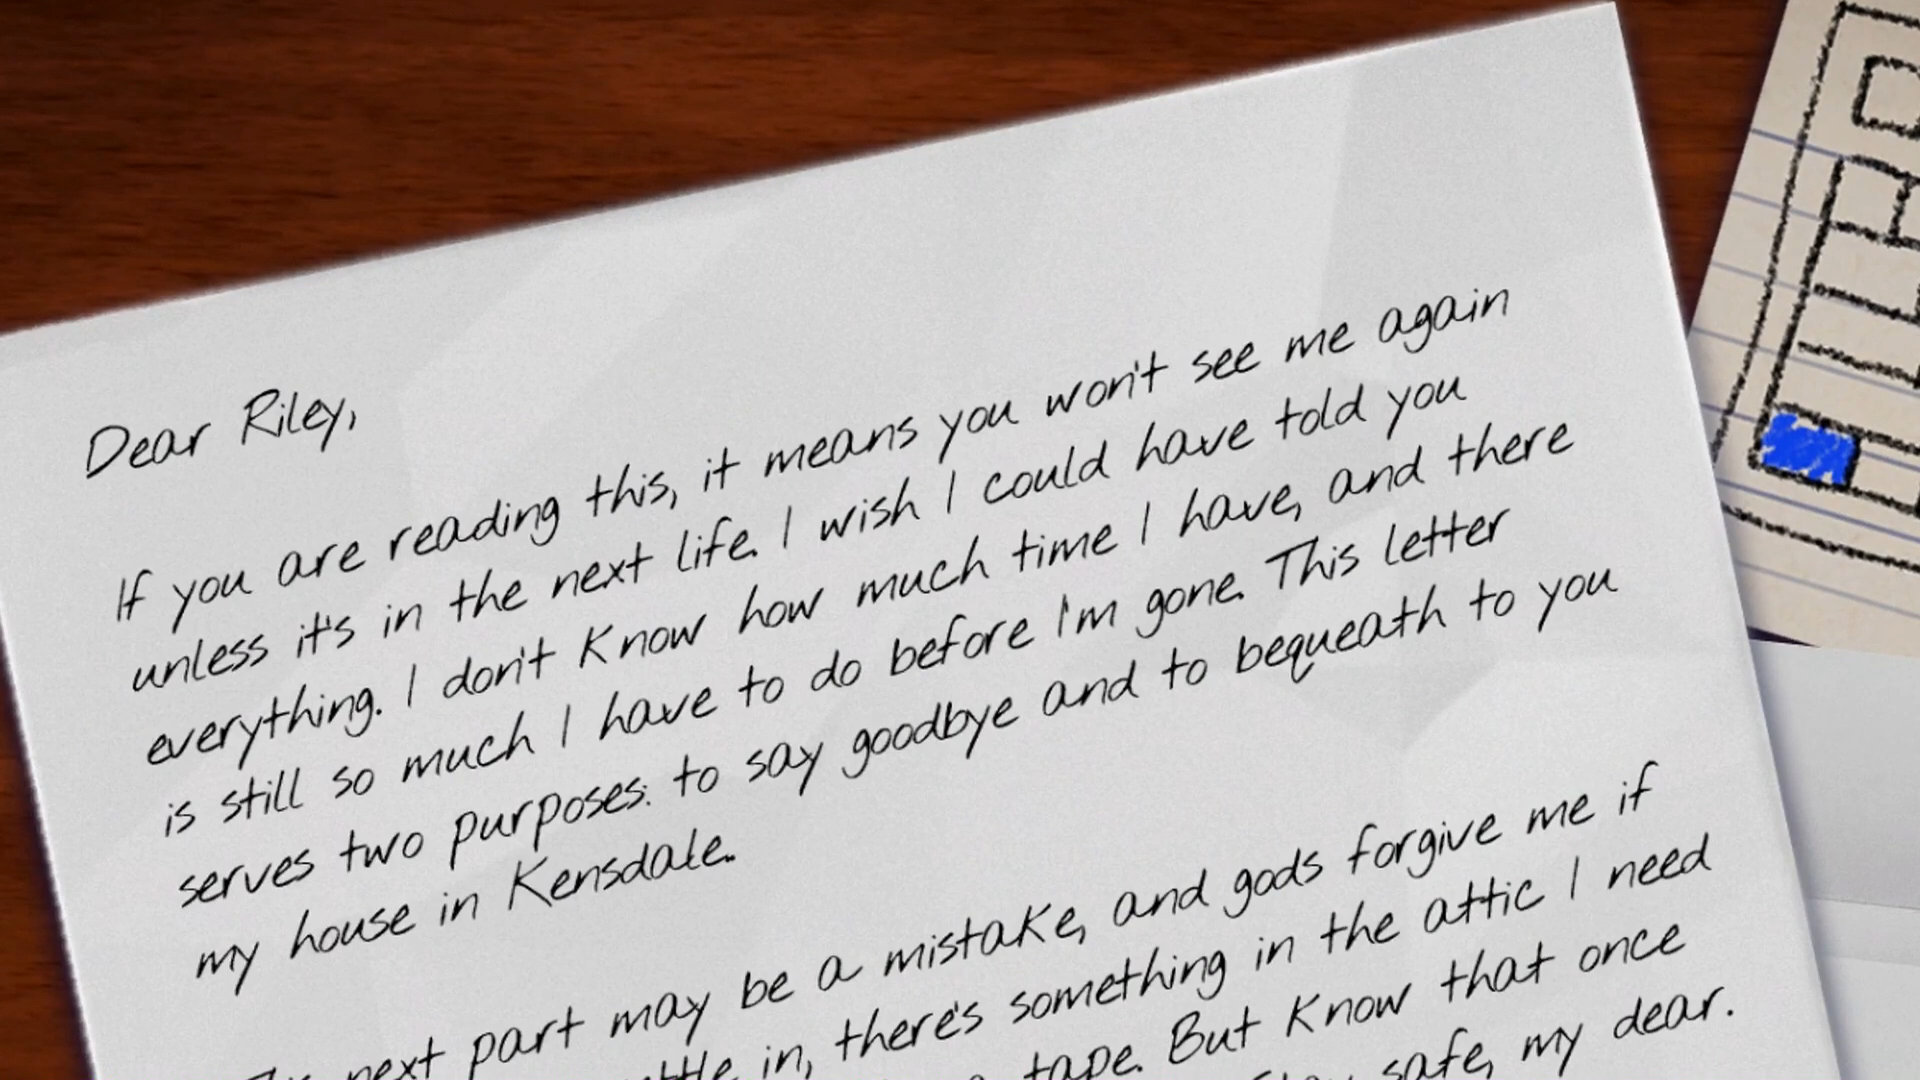 Dear Riley,
If you are reading this, it means you won't see me again
unless it's in the next life. I wish I could have told you
everything. I don't know how much time I have, and there
is still so much I have to do before I'm gone. This letter
serves two purposes: to say goodbye and to bequeath to you
my house in Kensdale.
next part may be a mistake, and gods forgive me if
in, there's something in the attic I need
tape. But know that once
safe, my dear.